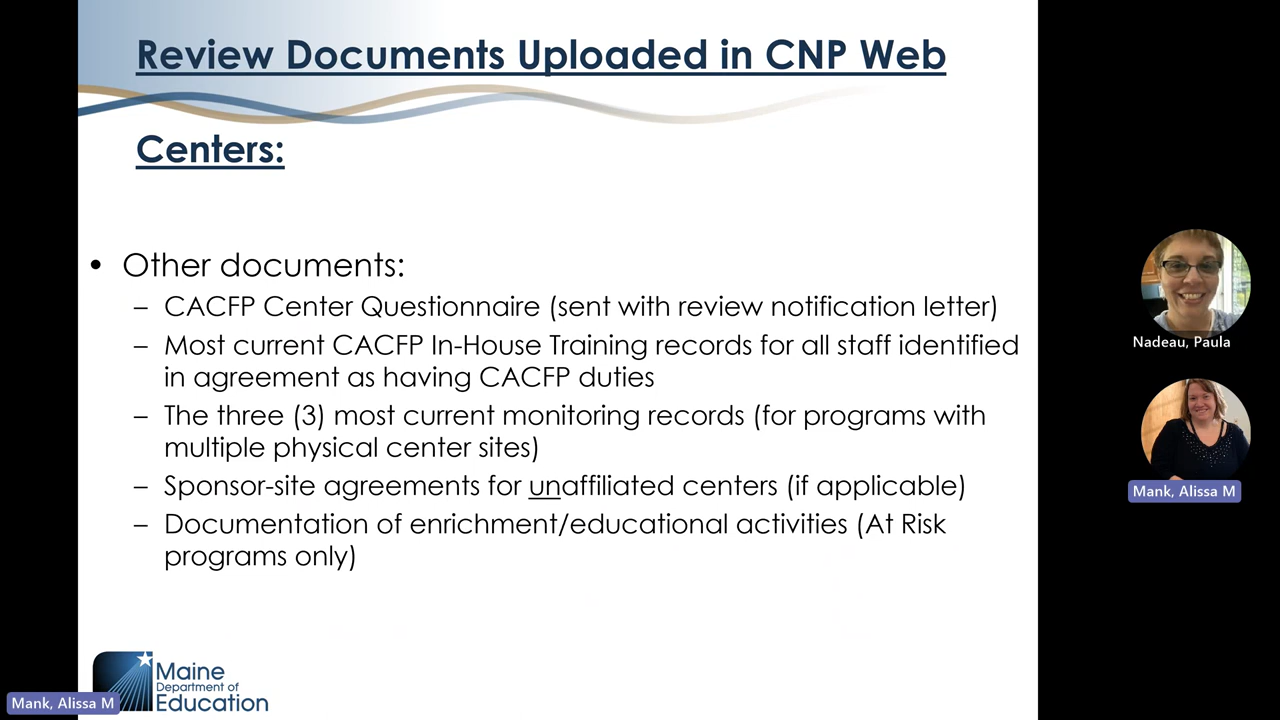 Review Documents Uploaded in CNP Web
Centers:
• Other documents:
– CACFP Center Questionnaire (sent with review notification letter)
– Most current CACFP In-House Training records for all staff identified
in agreement as having CACFP duties
– The three (3) most current monitoring records (for programs with
multiple physical center sites)
– Sponsor-site agreements for unaffiliated centers (if applicable)
– Documentation of enrichment/educational activities (At Risk
programs only)
Maine
Department of
Education
Mank, Alissa M
Nadeau, Paula
Mank, Alissa M